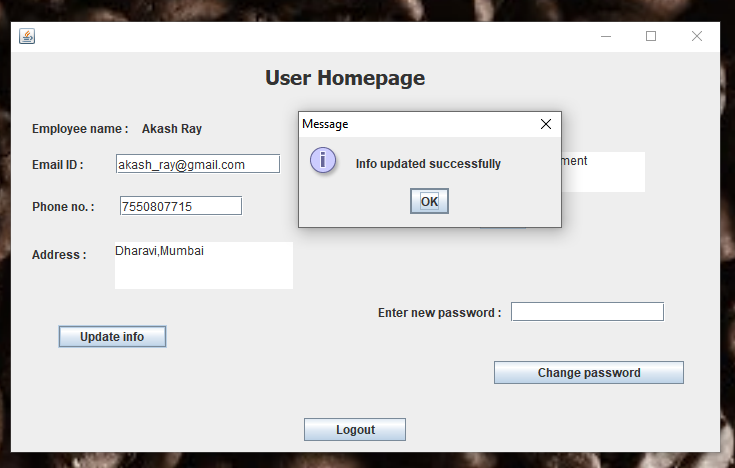 User Homepage
Employee name : Akash Ray
Message
Info updated successfully
OK
Email ID : akash_ray@gmail.com
Phone no. : 7550807715
Address : Dharavi,Mumbai
Enter new password :
Update info
Change password
Logout